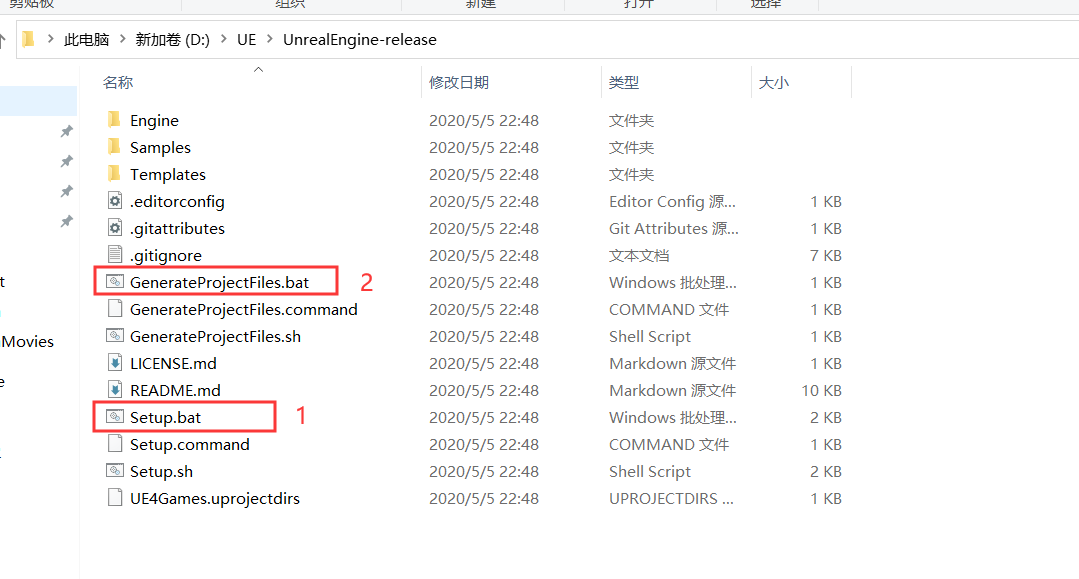 剪贴板 组织 新建 打开 选择
此电脑 新加卷 (D:) UE UnrealEngine-release
名称 修改日期 类型 大小
Engine 2020/5/5 22:48 文件夹
Samples 2020/5/5 22:48 文件夹
Templates 2020/5/5 22:48 文件夹
.editorconfig 2020/5/5 22:48 Editor Config 源... 1 KB
.gitattributes 2020/5/5 22:48 Git Attributes 源... 1 KB
.gitignore 2020/5/5 22:48 文本文档 7 KB
GenerateProjectFiles.bat 2 2020/5/5 22:48 Windows 批处理... 1 KB
GenerateProjectFiles.command 2020/5/5 22:48 COMMAND 文件 1 KB
GenerateProjectFiles.sh 2020/5/5 22:48 Shell Script 1 KB
Movies
LICENSE.md 2020/5/5 22:48 Markdown 源文件 1 KB
README.md 2020/5/5 22:48 Markdown 源文件 10 KB
Setup.bat 1 2020/5/5 22:48 Windows 批处理... 2 KB
Setup.command 2020/5/5 22:48 COMMAND 文件 1 KB
Setup.sh 2020/5/5 22:48 Shell Script 2 KB
UE4Games.uprojectdirs 2020/5/5 22:48 UPROJECTDIRS ... 1 KB